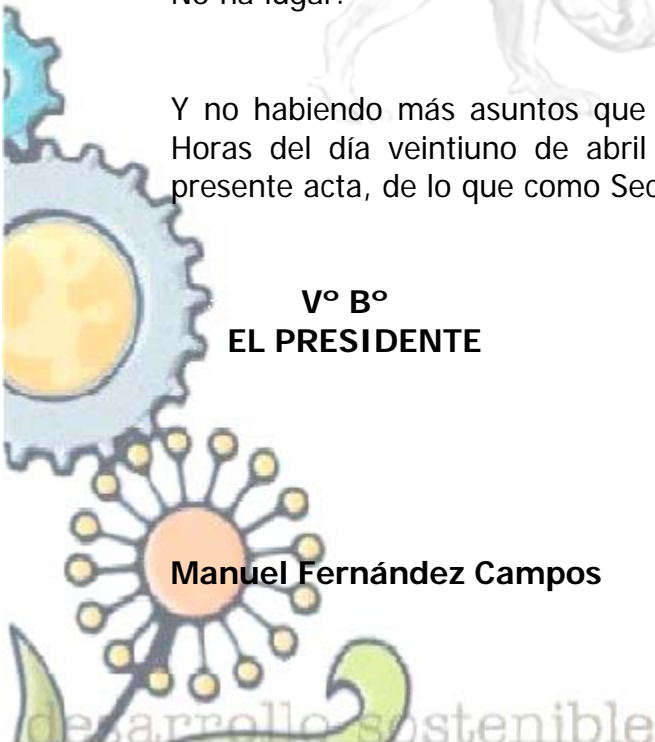 No ha lugar.
Y no habiendo más asuntos que
Horas del día veintiuno de abril
presente acta, de lo que como Sec
Vº Bº
EL PRESIDENTE
Manuel Fernández Campos
desarrollo sostenible